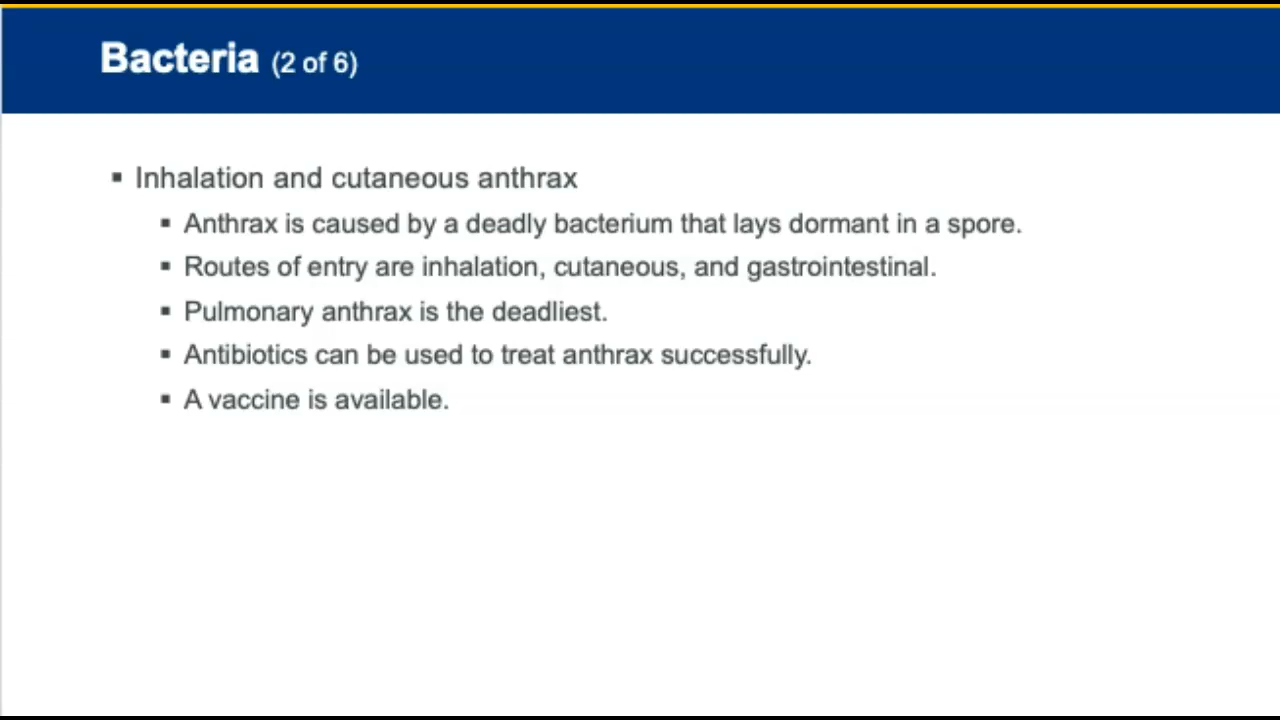 Bacteria (2 of 6)
▪ Inhalation and cutaneous anthrax
▪ Anthrax is caused by a deadly bacterium that lays dormant in a spore.
▪ Routes of entry are inhalation, cutaneous, and gastrointestinal.
▪ Pulmonary anthrax is the deadliest.
▪ Antibiotics can be used to treat anthrax successfully.
▪ A vaccine is available.